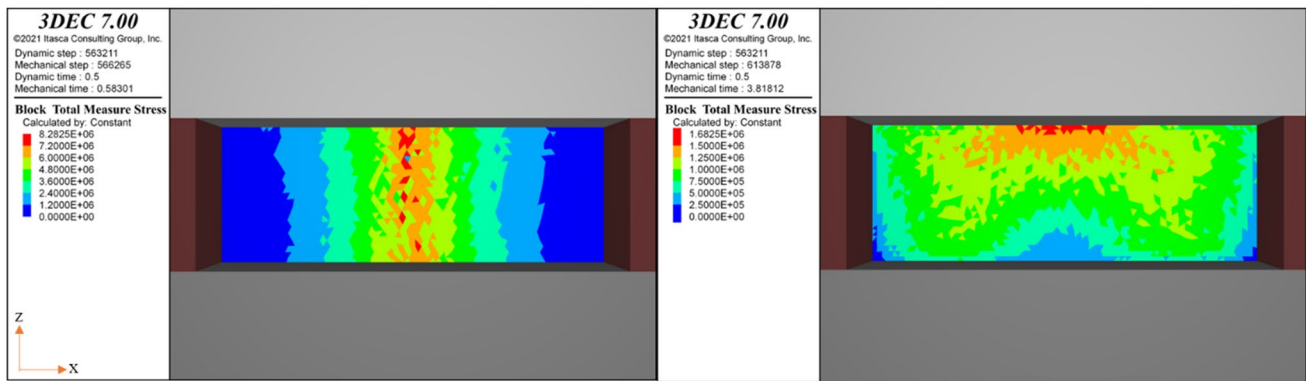 3DEC 7.00
©2021 Itasca Consulting Group, Inc.
Dynamic step : 563211
Mechanical step : 566265
Dynamic time : 0.5
Mechanical time : 0.58301
Block Total Measure Stress
Calculated by: Constant
8.2825E+06
7.2000E+06
6.0000E+06
4.8000E+06
3.6000E+06
2.4000E+06
1.2000E+06
0.0000E+00
Z
X
3DEC 7.00
©2021 Itasca Consulting Group, Inc.
Dynamic step : 563211
Mechanical step : 613878
Dynamic time : 0.5
Mechanical time : 3.81812
Block Total Measure Stress
Calculated by: Constant
1.6825E+06
1.5000E+06
1.2500E+06
1.0000E+06
7.5000E+05
5.0000E+05
2.5000E+05
0.0000E+00